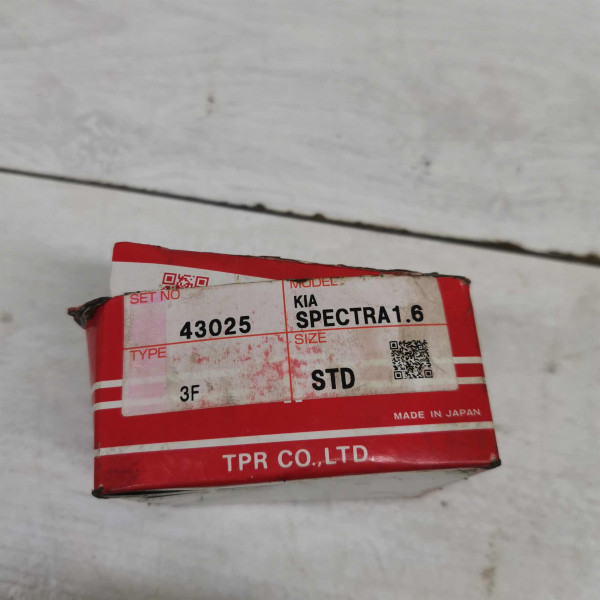 SET NO
MODEL
43025
KIA
SPECTRA1.6
TYPE
SIZE
3F
STD
MADE IN JAPAN
TPR CO.,LTD.